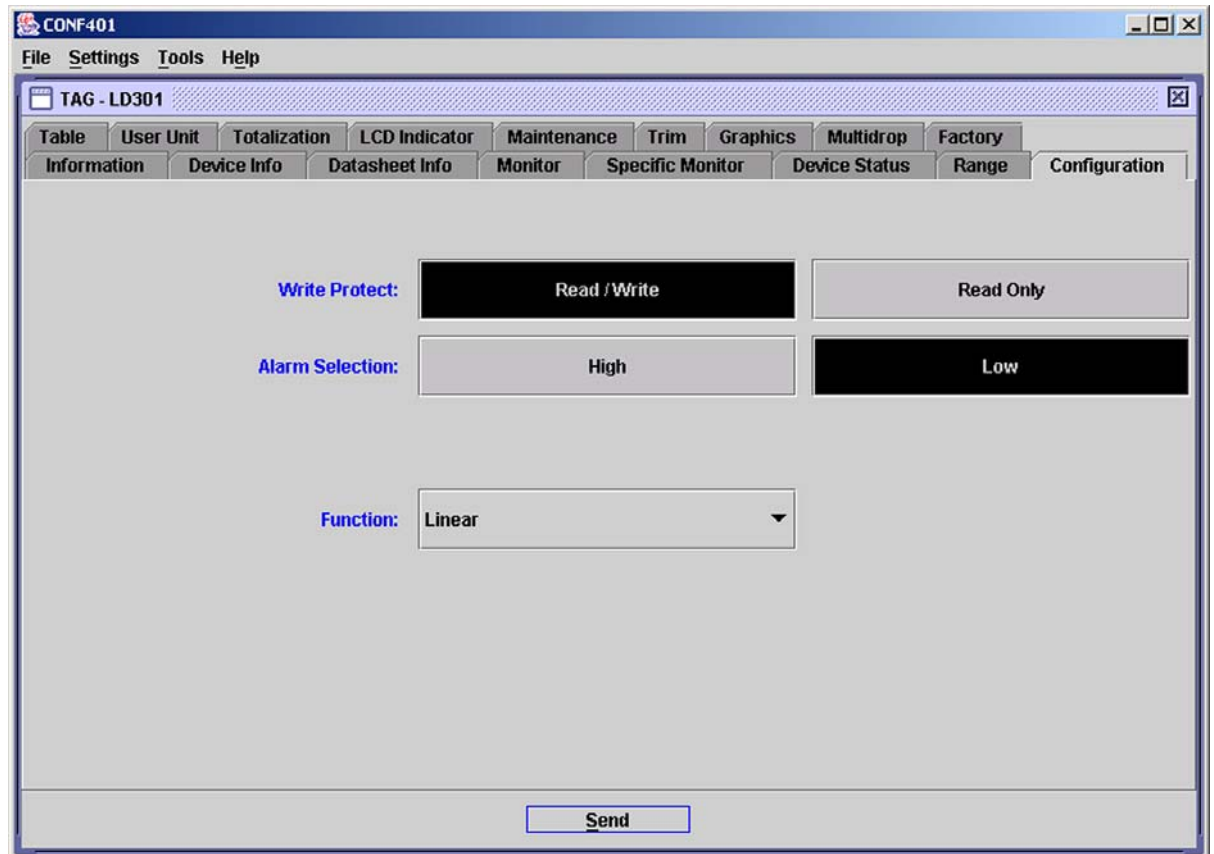 CONF401
File Settings Tools Help
TAG - LD301
Table User Unit Totalization LCD Indicator Maintenance Trim Graphics Multidrop Factory
Information Device Info Datasheet Info Monitor Specific Monitor Device Status Range Configuration
Write Protect: Read / Write Read Only
Alarm Selection: High Low
Function: Linear
Send